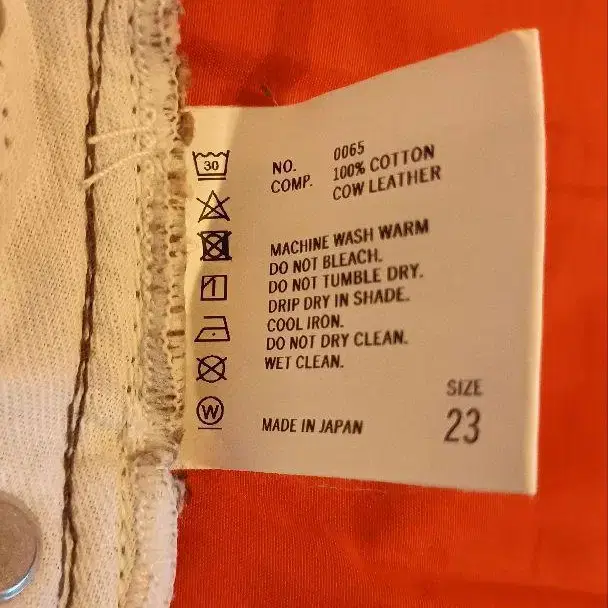 30
NO. 0065
COMP. 100% COTTON
COW LEATHER
MACHINE WASH WARM
DO NOT BLEACH.
DO NOT TUMBLE DRY.
DRIP DRY IN SHADE.
COOL IRON.
DO NOT DRY CLEAN.
WET CLEAN.
W
SIZE
23
MADE IN JAPAN